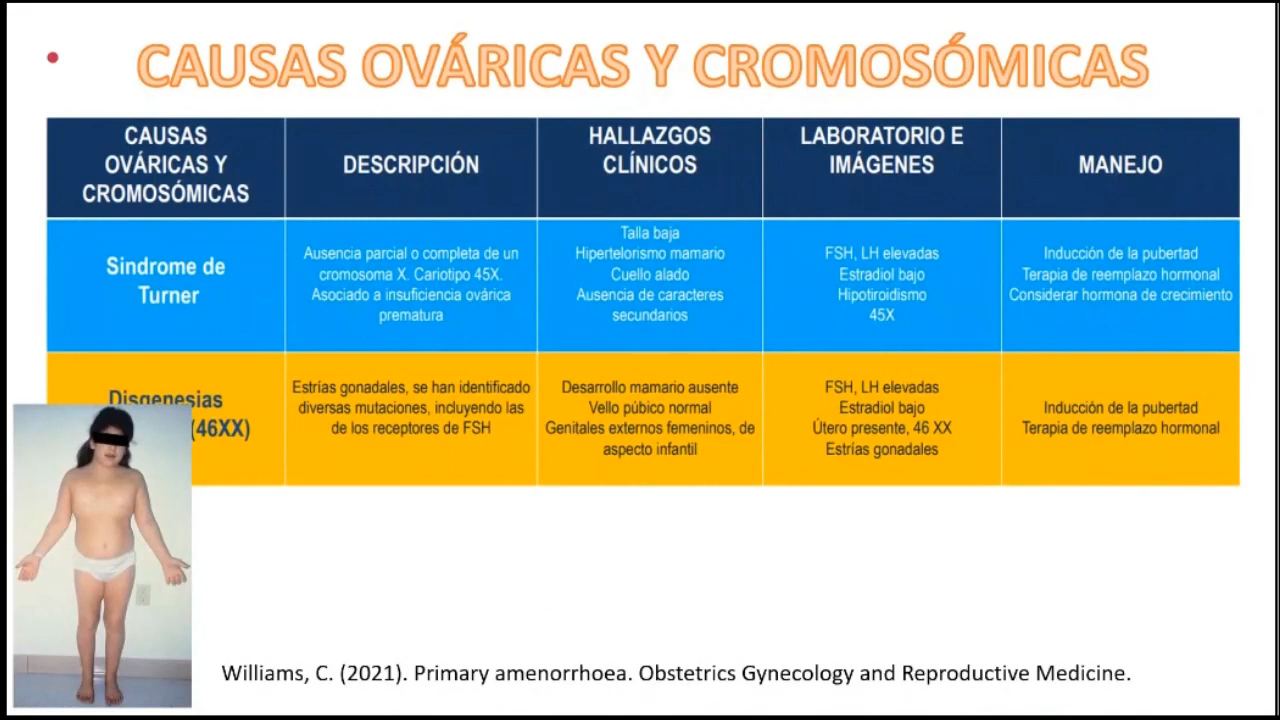 • CAUSAS OVÁRICAS Y CROMOSÓMICAS
CAUSAS
OVÁRICAS Y
CROMOSÓMICAS
DESCRIPCIÓN
HALLAZGOS
CLÍNICOS
LABORATORIO E
IMÁGENES
MANEJO
Síndrome de
Turner
Ausencia parcial o completa de un
cromosoma X. Cariotipo 45X.
Asociado a insuficiencia ovárica
prematura
Talla baja
Hipertelorismo mamario
Cuello alado
Ausencia de caracteres
secundarios
FSH, LH elevadas
Estradiol bajo
Hipotiroidismo
45X
Inducción de la pubertad
Terapia de reemplazo hormonal
Considerar hormona de crecimiento
Disgenesias
(46XX)
Estrías gonadales, se han identificado
diversas mutaciones, incluyendo las
de los receptores de FSH
Desarrollo mamario ausente
Vello púbico normal
Genitales externos femeninos, de
aspecto infantil
FSH, LH elevadas
Estradiol bajo
Útero presente, 46 XX
Estrías gonadales
Inducción de la pubertad
Terapia de reemplazo hormonal
Williams, C. (2021). Primary amenorrhoea. Obstetrics Gynecology and Reproductive Medicine.